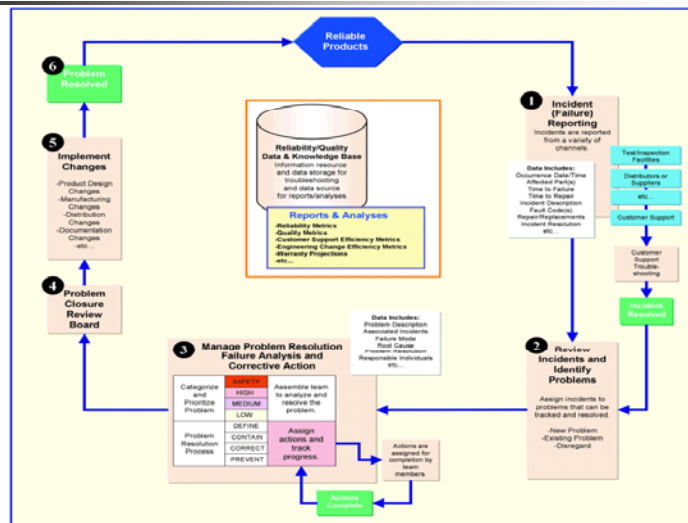 Reliable
Products
6
Problem
Resolved
1
Incident
(Failure)
Reporting
Incidents are reported
from a variety of
channels.
Test/Inspection
Facilities
Distributors or
Suppliers
etc...
Customer Support
Data Includes:
Occurrence Date/Time
Affected Part(s)
Time to Failure
Time to Repair
Incident Description
Fault Code(s)
Repair/Replacements
Incident Resolution
etc...
Customer
Support
Trouble-
shooting
Incident
Resolved
Reliability/Quality
Data & Knowledge Base
Information resource
and data storage for
troubleshooting
and data source
for reports/analyses.
Reports & Analyses
-Reliability Metrics
-Quality Metrics
-Customer Support Efficiency Metrics
-Engineering Change Efficiency Metrics
-Warranty Projections
-etc...
5
Implement
Changes
-Product Design
Changes
-Manufacturing
Changes
-Distribution
Changes
-Documentation
Changes
-etc...
4
Problem
Closure
Review
Board
Data Includes:
Problem Description
Associated Incidents
Failure Mode
Root Cause
Problem Resolution
Responsible Individuals
etc...
2
Review
Incidents and
Identify
Problems
Assign incidents to
problems that can be
tracked and resolved.
-New Problem
-Existing Problem
-Disregard
3
Manage Problem Resolution
Failure Analysis and
Corrective Action
Categorize
and
Prioritize
Problem
SAFETY
HIGH
MEDIUM
LOW
Assemble team
to analyze and
resolve the
problem.
Problem
Resolution
Process
DEFINE
CONTAIN
CORRECT
PREVENT
Assign
actions and
track
progress.
Actions are
assigned for
completion by
team
members.
Actions
Complete